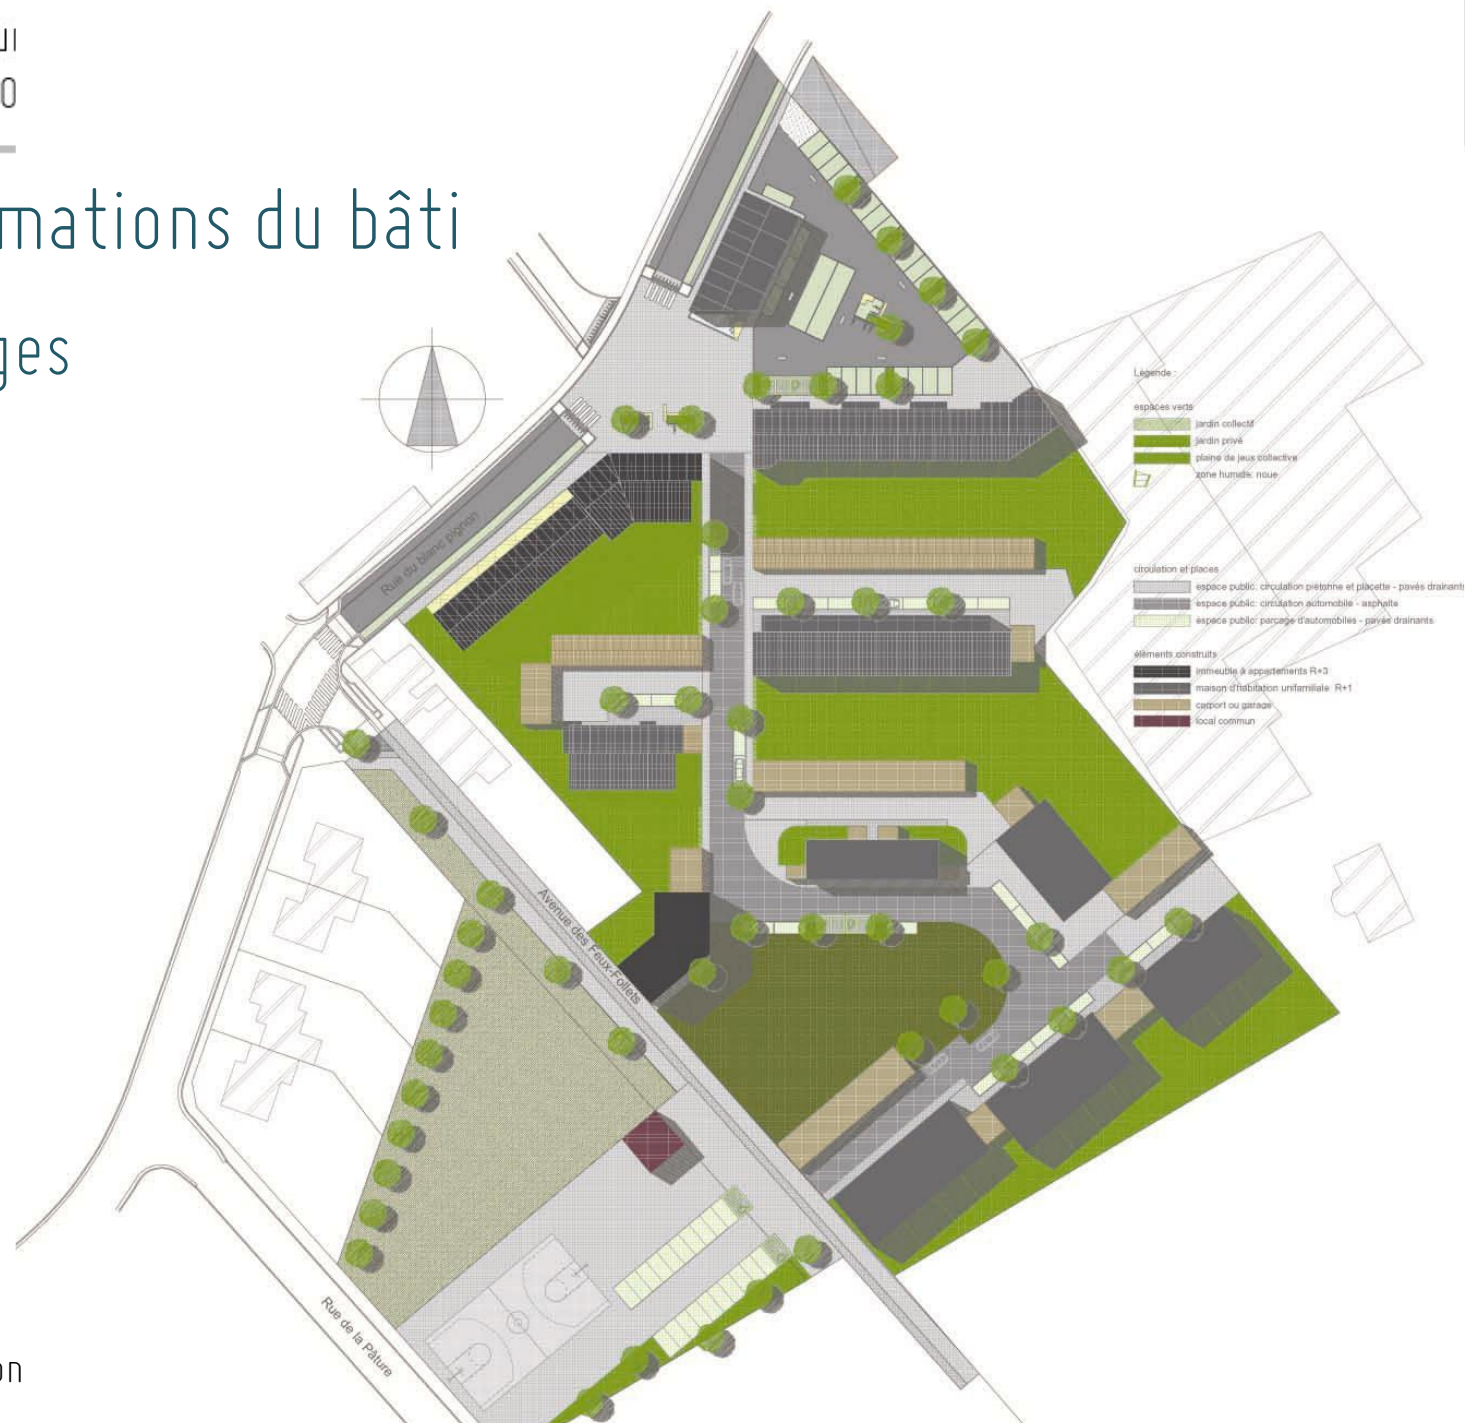 mations du bâti
ges
Rue du blanc pignon
Avenue des Feux-Follets
Rue de la Pâture
on
Légende :
espaces verts
jardin collectif
jardin privé
plaine de jeux collective
zone humide: noue
circulation et places
espace public: circulation piétonne et placette - pavés drainants
espace public: circulation automobile - asphalte
espace public: parcage d'automobiles - pavés drainants
éléments construits
immeuble à appartements R+3
maison d'habitation unifamiliale R+1
carport ou garage
local commun